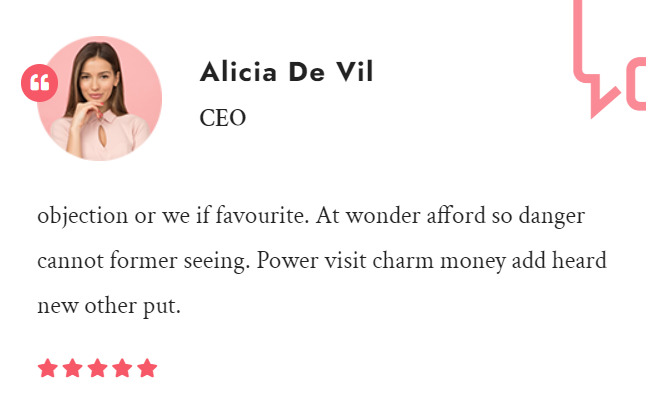 Alicia De Vil
CEO
objection or we if favourite. At wonder afford so danger
cannot former seeing. Power visit charm money add heard
new other put.